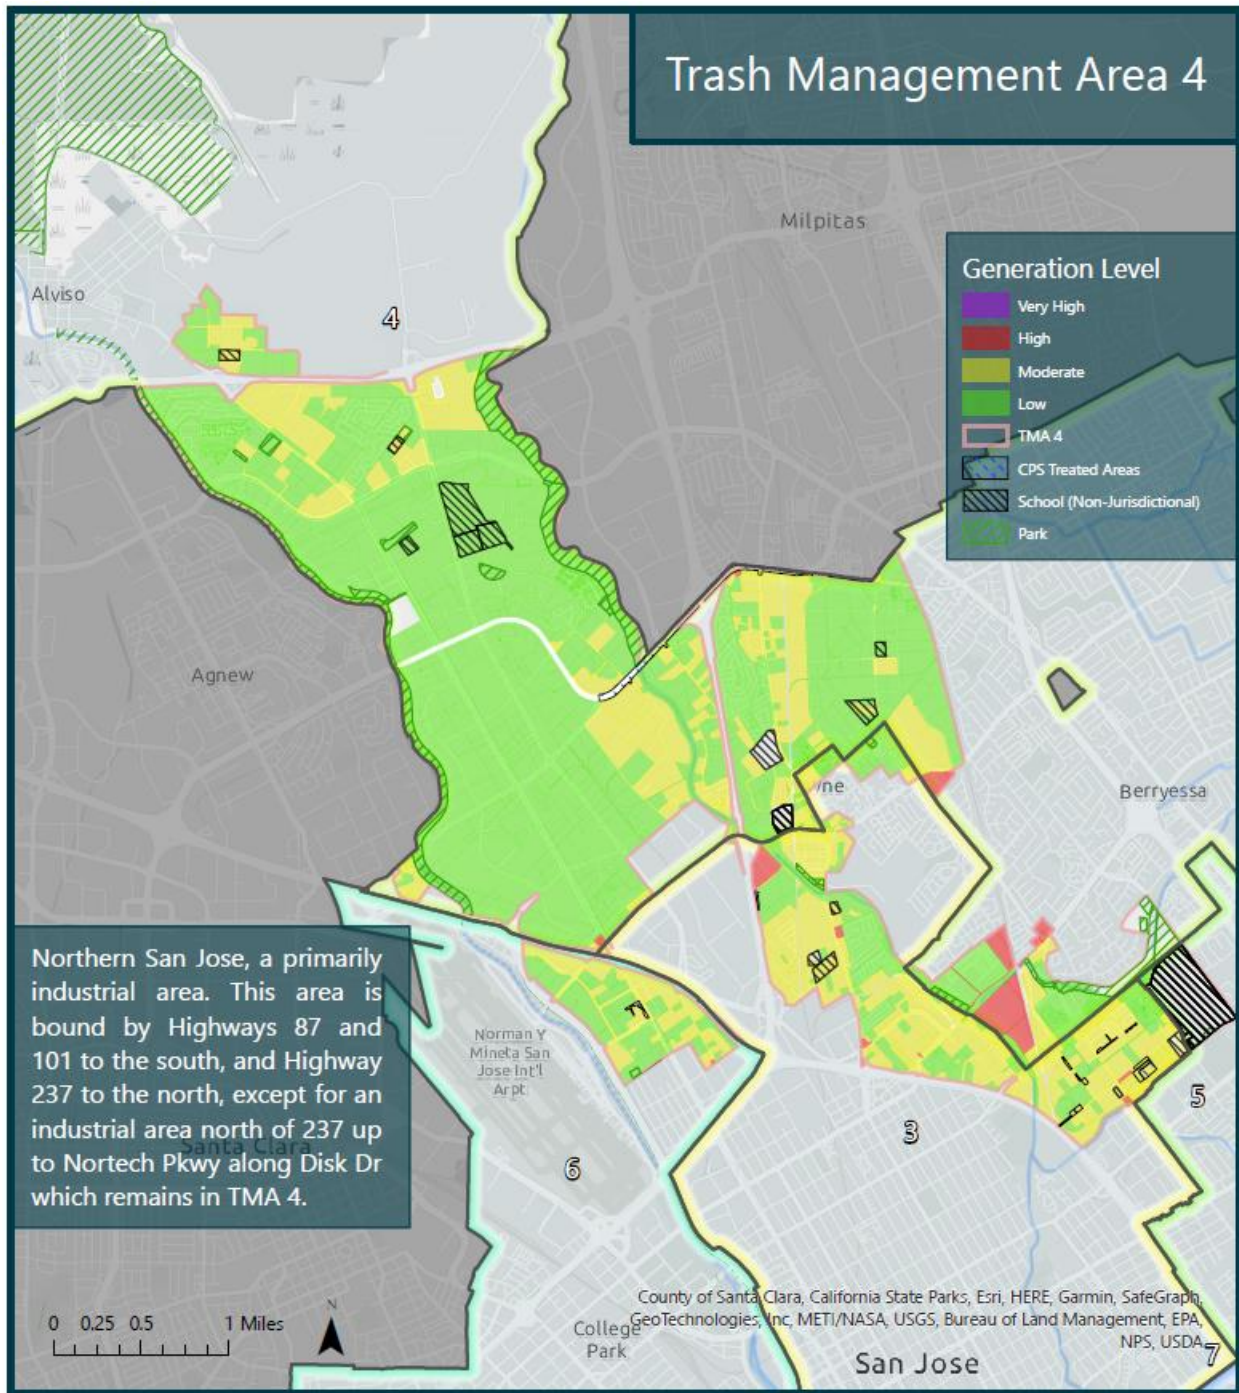 Trash Management Area 4
Milpitas
Generation Level
Very High
High
Moderate
Low
TMA 4
CPS Treated Areas
School (Non-Jurisdictional)
Park
Alviso
4
Agnew
yne
Berryessa
Northern San Jose, a primarily
industrial area. This area is
bound by Highways 87 and
101 to the south, and Highway
237 to the north, except for an
industrial area north of 237 up
to Nortech Pkwy along Disk Dr
which remains in TMA 4.
Santa Clara
Norman Y
Mineta San
Jose Int'l
Arpt
5
3
6
0 0.25 0.5 1 Miles
N
College
Park
County of Santa Clara, California State Parks, Esri, HERE, Garmin, SafeGraph,
GeoTechnologies, Inc, METI/NASA, USGS, Bureau of Land Management, EPA,
NPS, USDA
7
San Jose